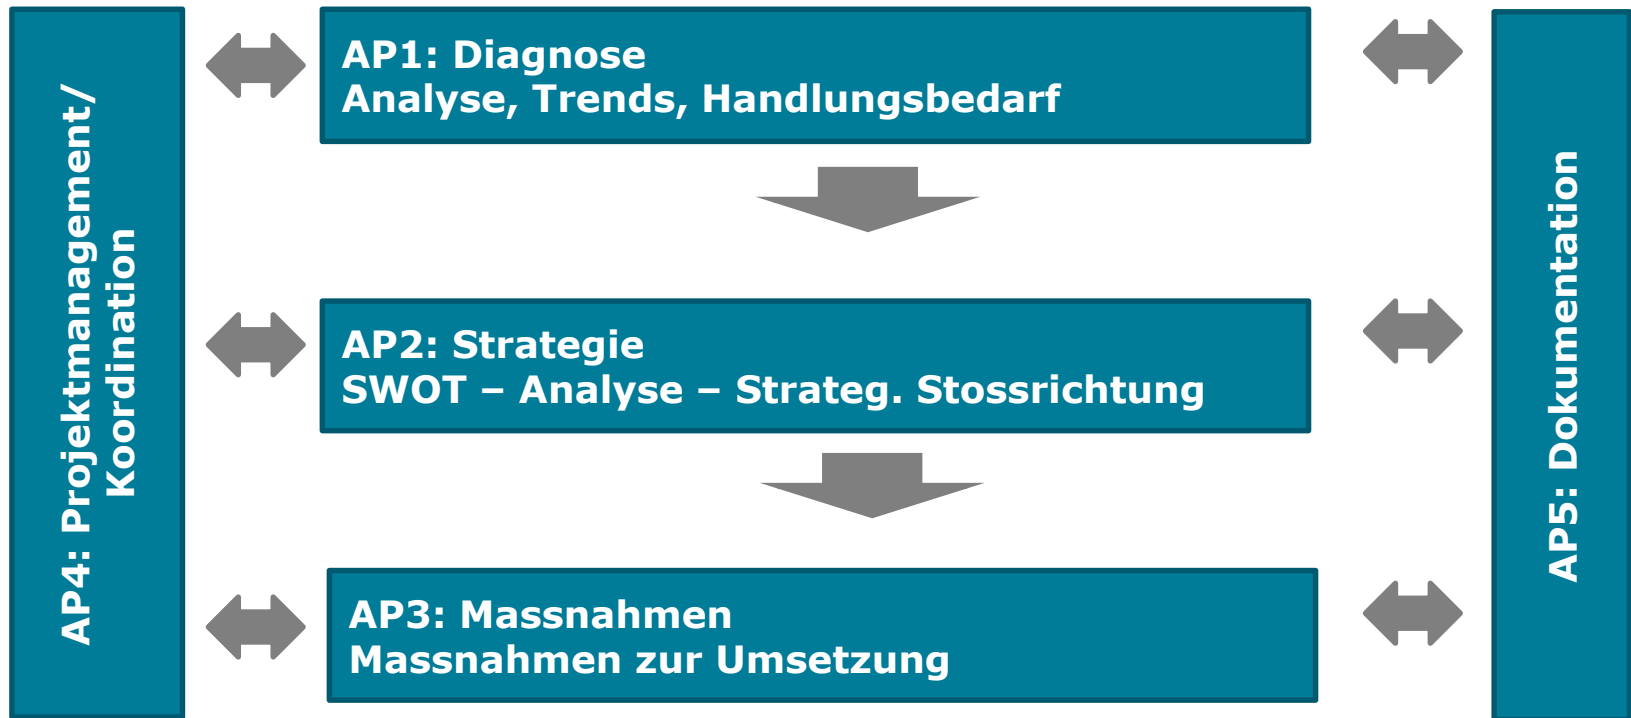 AP4: Projektmanagement/
Koordination
AP1: Diagnose
Analyse, Trends, Handlungsbedarf
AP2: Strategie
SWOT – Analyse – Strateg. Stossrichtung
AP3: Massnahmen
Massnahmen zur Umsetzung
AP5: Dokumentation